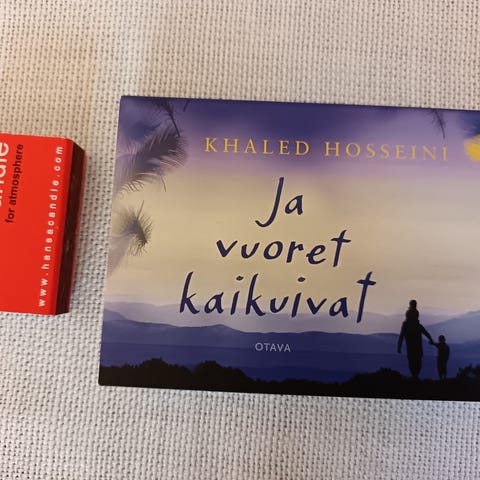 for atmosphere
www.hansacandle.com
KHALED HOSSEINI
Ja
vuoret
kaikuivat
OTAVA